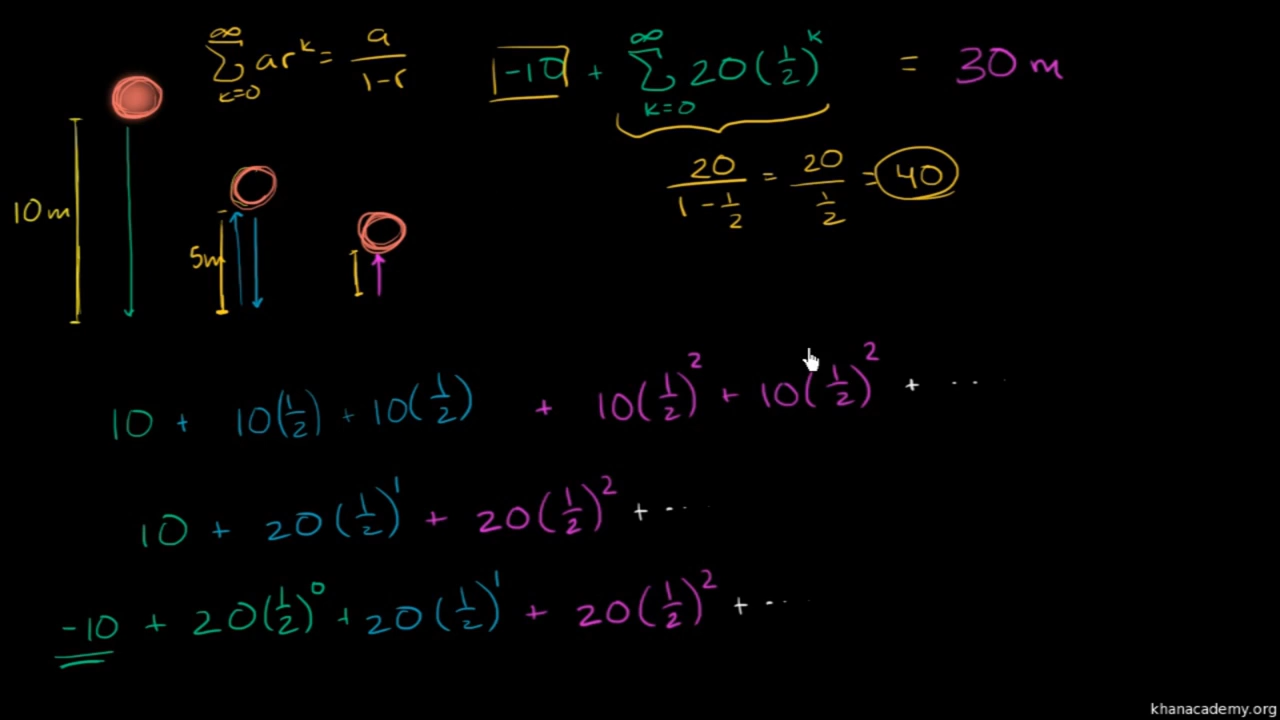 ∞
∑ ar^k = a/(1-r)
k=0
-10 + ∞∑k=0 20(1/2)^k = 30 m
20/(1-1/2) = 20/(1/2) = 40
10 m
5m
10 + 10(1/2) + 10(1/2) + 10(1/2)^2 + 10(1/2)^2 + ....
10 + 20(1/2)^1 + 20(1/2)^2 + ...
-10 + 20(1/2)^0 + 20(1/2)^1 + 20(1/2)^2 + ...
khanacademy.org